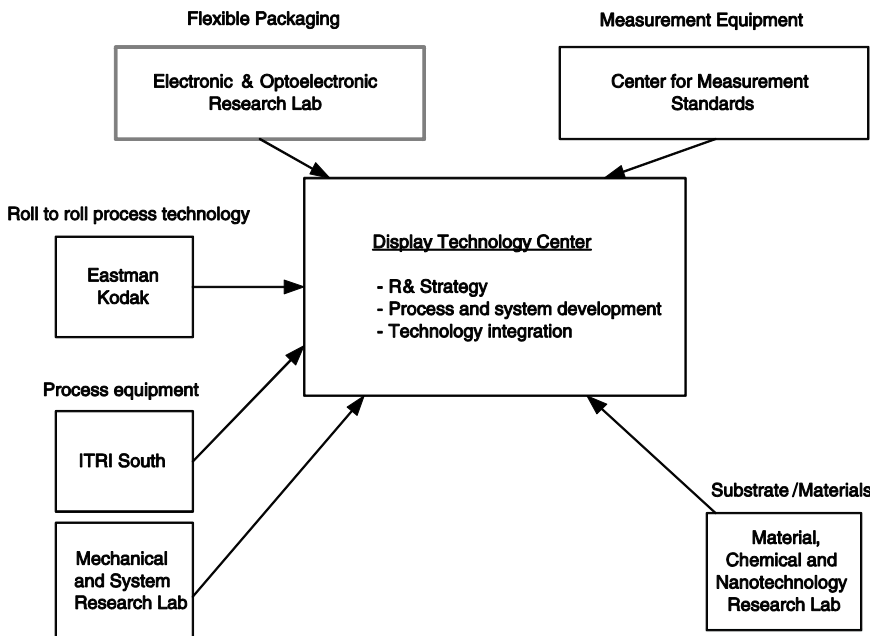 Flexible Packaging
Measurement Equipment
Electronic & Optoelectronic
Research Lab
Center for Measurement
Standards
Roll to roll process technology
Eastman
Kodak
Display Technology Center
- R& Strategy
- Process and system development
- Technology integration
Process equipment
ITRI South
Mechanical
and System
Research Lab
Substrate/Materials
Material,
Chemical and
Nanotechnology
Research Lab